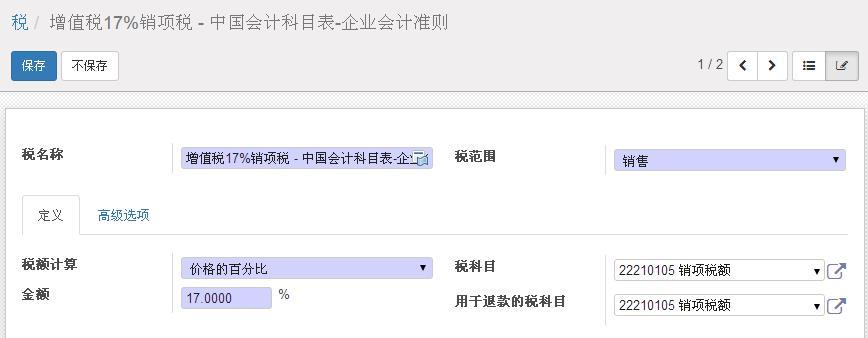 税 / 增值税17%销项税 - 中国会计科目表-企业会计准则
保存 不保存 1 / 2
税名称 增值税17%销项税 - 中国会计科目表-企业 税范围 销售
定义 高级选项
税额计算 价格的百分比 税科目 22210105 销项税额
金额 17.0000 % 用于退款的税科目 22210105 销项税额